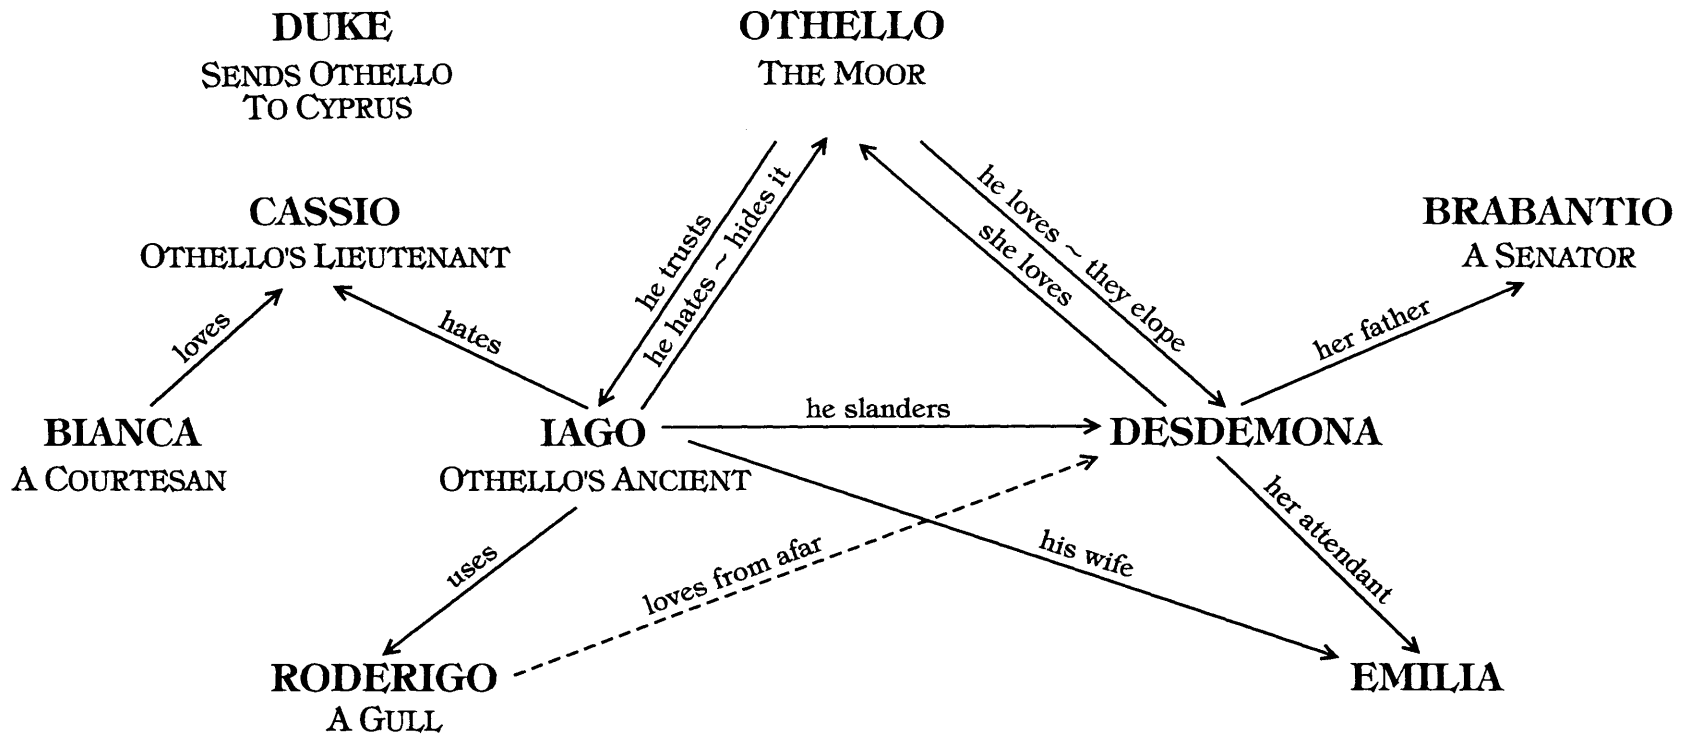 DUKE
SENDS OTHELLO
TO CYPRUS
OTHELLO
THE MOOR
CASSIO
OTHELLO'S LIEUTENANT
BRABANTIO
A SENATOR
he trusts
he hates ~ hides it
he loves ~ they elope
she loves
her father
loves
hates
BIANCA
A COURTESAN
IAGO
OTHELLO'S ANCIENT
he slanders
DESDEMONA
uses
loves from afar
his wife
her attendant
RODERIGO
A GULL
EMILIA